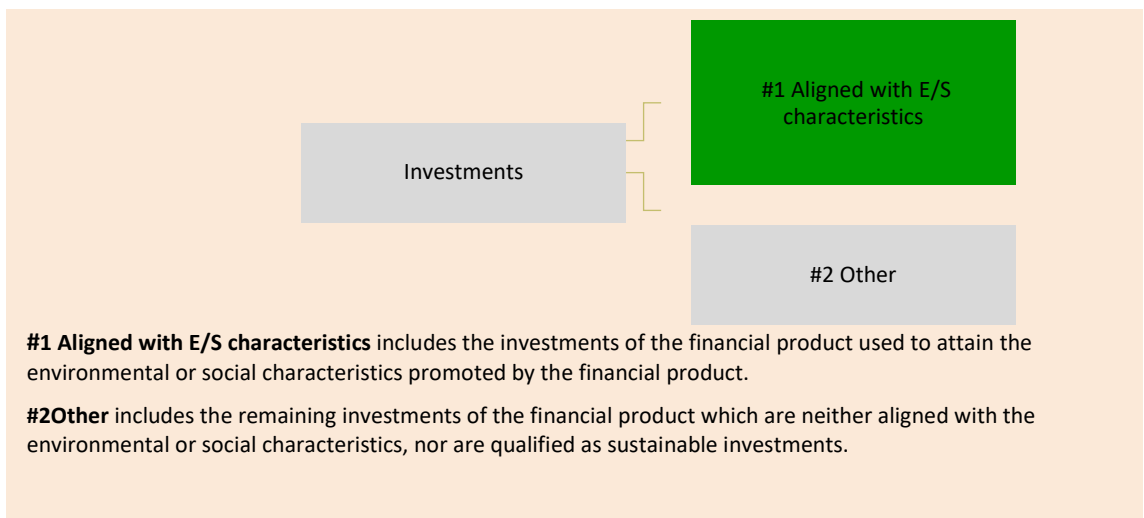 #1 Aligned with E/S
characteristics
Investments
#2 Other
#1 Aligned with E/S characteristics includes the investments of the financial product used to attain the
environmental or social characteristics promoted by the financial product.
#2Other includes the remaining investments of the financial product which are neither aligned with the
environmental or social characteristics, nor are qualified as sustainable investments.